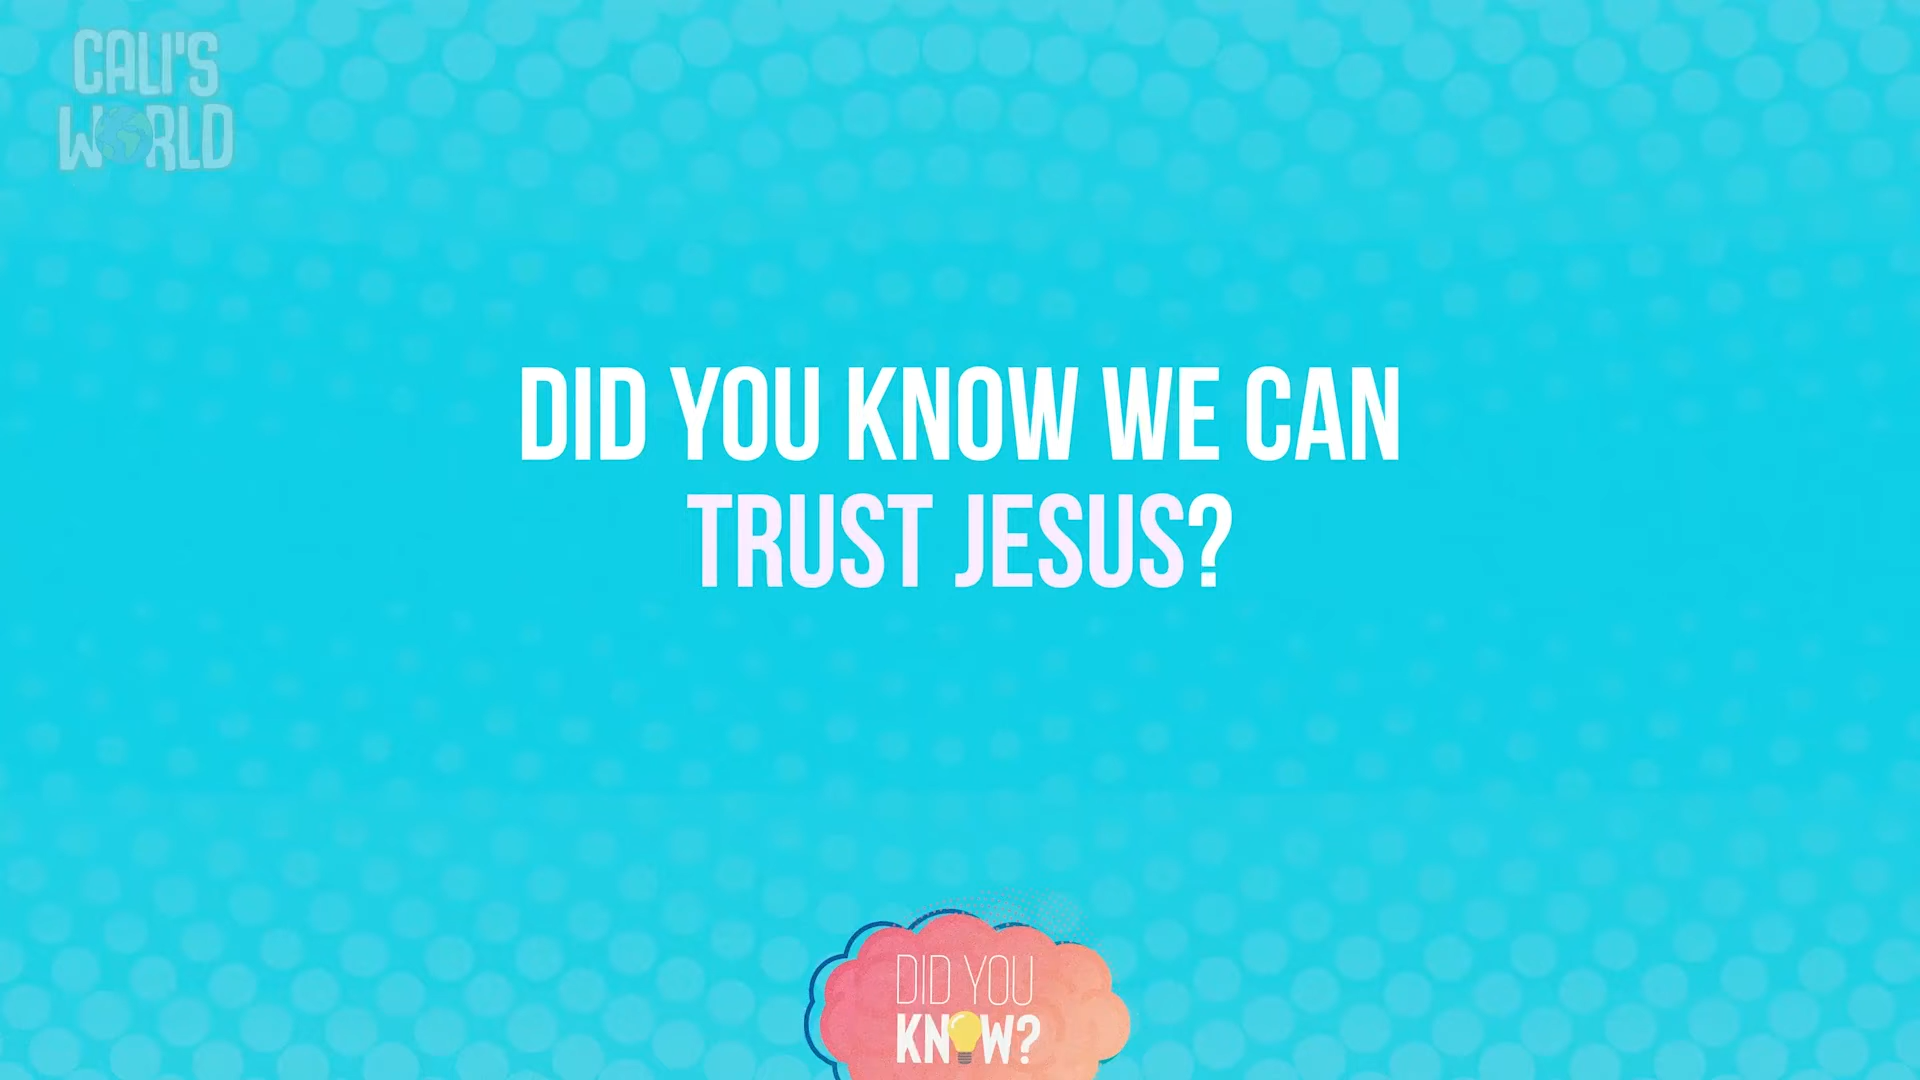 CALI'S
WORLD
DID YOU KNOW WE CAN
TRUST JESUS?
DID YOU
KNOW?